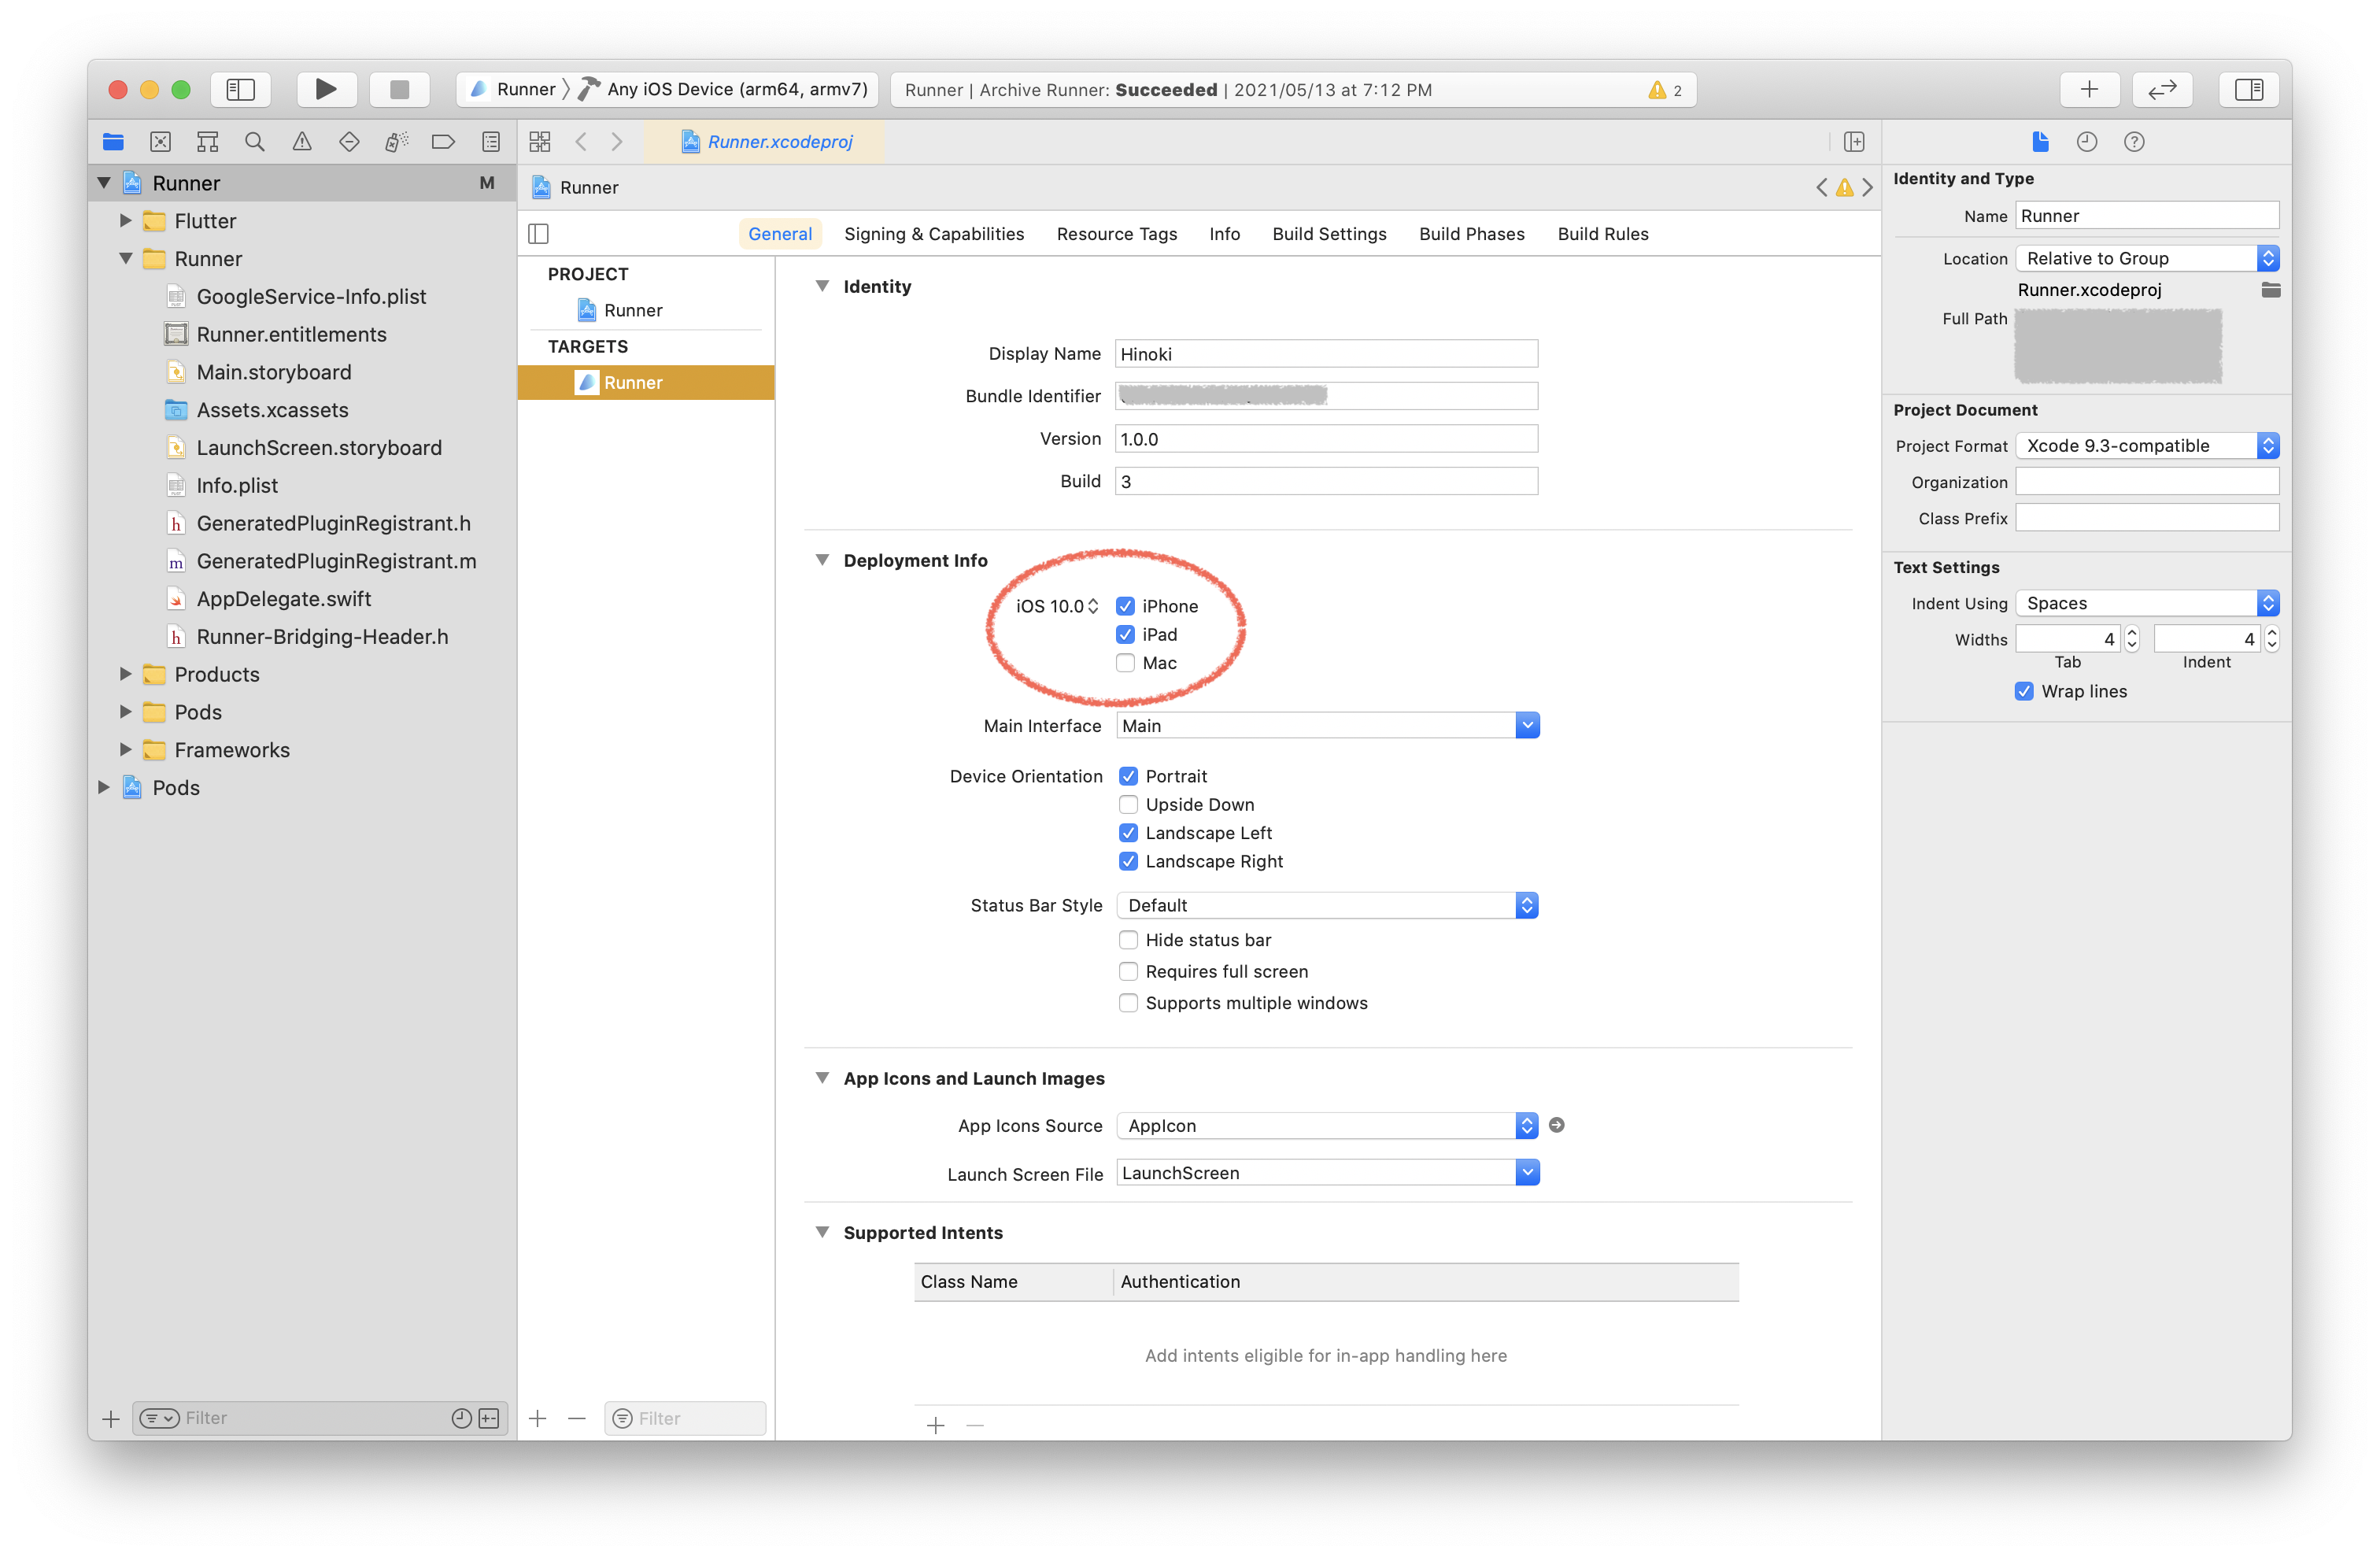 Runner 〉 Any iOS Device (arm64, armv7)
Runner | Archive Runner: Succeeded | 2021/05/13 at 7:12 PM
2
Runner.xcodeproj
Runner M
Flutter
Runner
GoogleService-Info.plist
Runner.entitlements
Main.storyboard
Assets.xcassets
LaunchScreen.storyboard
Info.plist
h GeneratedPluginRegistrant.h
m GeneratedPluginRegistrant.m
AppDelegate.swift
h Runner-Bridging-Header.h
Products
Pods
Frameworks
Pods
Filter
Runner
General Signing & Capabilities Resource Tags Info Build Settings Build Phases Build Rules
PROJECT
Runner
TARGETS
Runner
Filter
Identity
Display Name Hinoki
Bundle Identifier
Version 1.0.0
Build 3
Deployment Info
iOS 10.0 iPhone
iPad
Mac
Main Interface Main
Device Orientation Portrait
Upside Down
Landscape Left
Landscape Right
Status Bar Style Default
Hide status bar
Requires full screen
Supports multiple windows
App Icons and Launch Images
App Icons Source AppIcon
Launch Screen File LaunchScreen
Supported Intents
Class Name Authentication
Add intents eligible for in-app handling here
Identity and Type
Name Runner
Location Relative to Group
Runner.xcodeproj
Full Path
Project Document
Project Format Xcode 9.3-compatible
Organization
Class Prefix
Text Settings
Indent Using Spaces
Widths 4 4
Tab Indent
Wrap lines